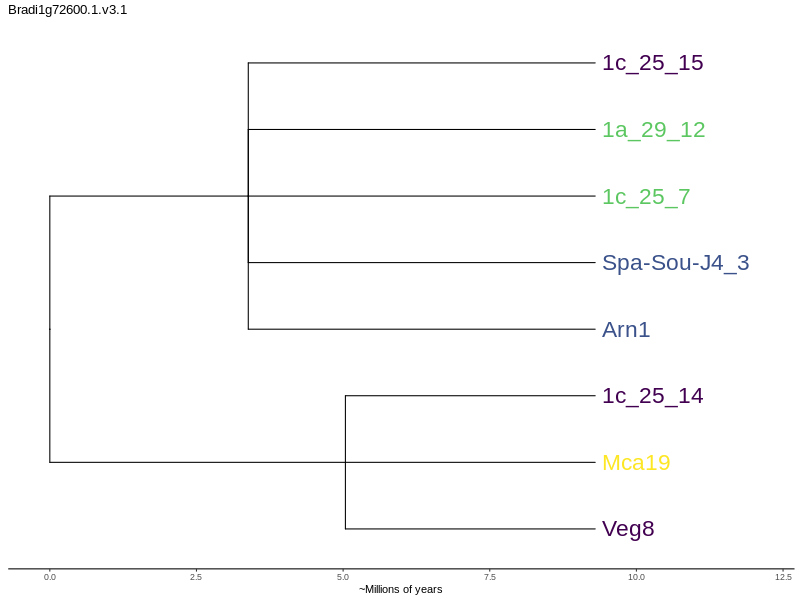 Bradi1g72600.1.v3.1
1c_25_15
1a_29_12
1c_25_7
Spa-Sou-J4_3
Arn1
1c_25_14
Mca19
Veg8
0.0 2.5 5.0 7.5 10.0 12.5
~Millions of years